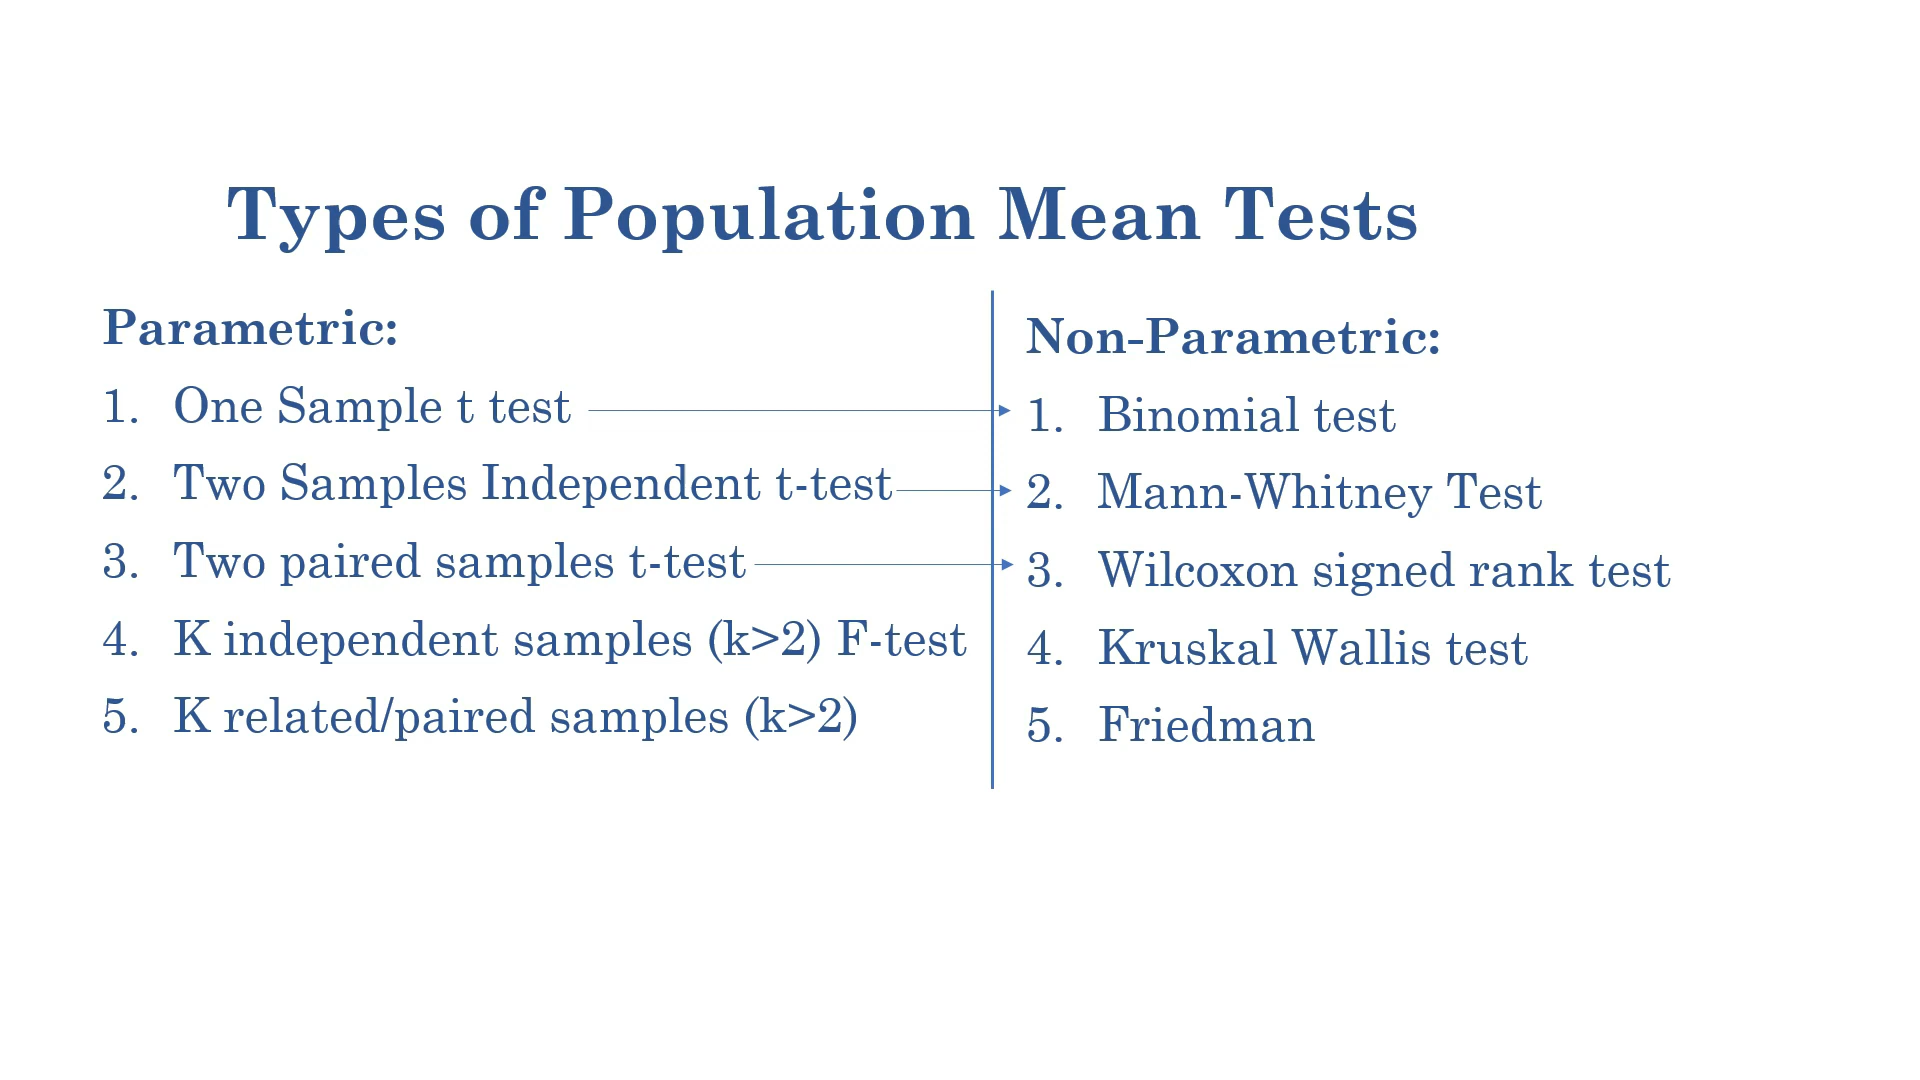 Types of Population Mean Tests
Parametric:
1. One Sample t test
2. Two Samples Independent t-test
3. Two paired samples t-test
4. K independent samples (k>2) F-test
5. K related/paired samples (k>2)
Non-Parametric:
1. Binomial test
2. Mann-Whitney Test
3. Wilcoxon signed rank test
4. Kruskal Wallis test
5. Friedman